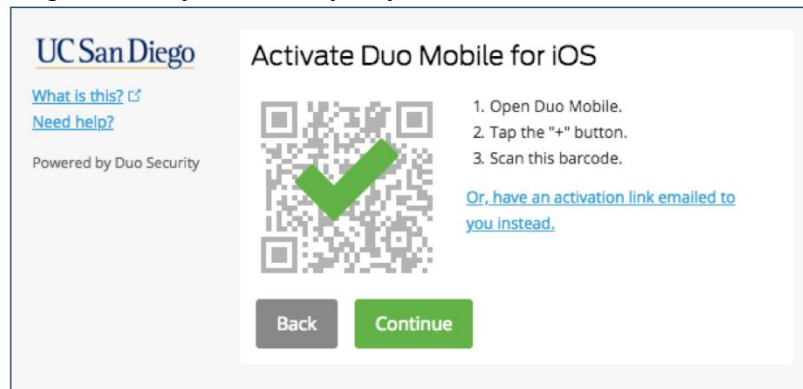 UC San Diego
What is this?
Need help?
Powered by Duo Security
Activate Duo Mobile for iOS
1. Open Duo Mobile.
2. Tap the "+" button.
3. Scan this barcode.
Or, have an activation link emailed to
you instead.
Back
Continue